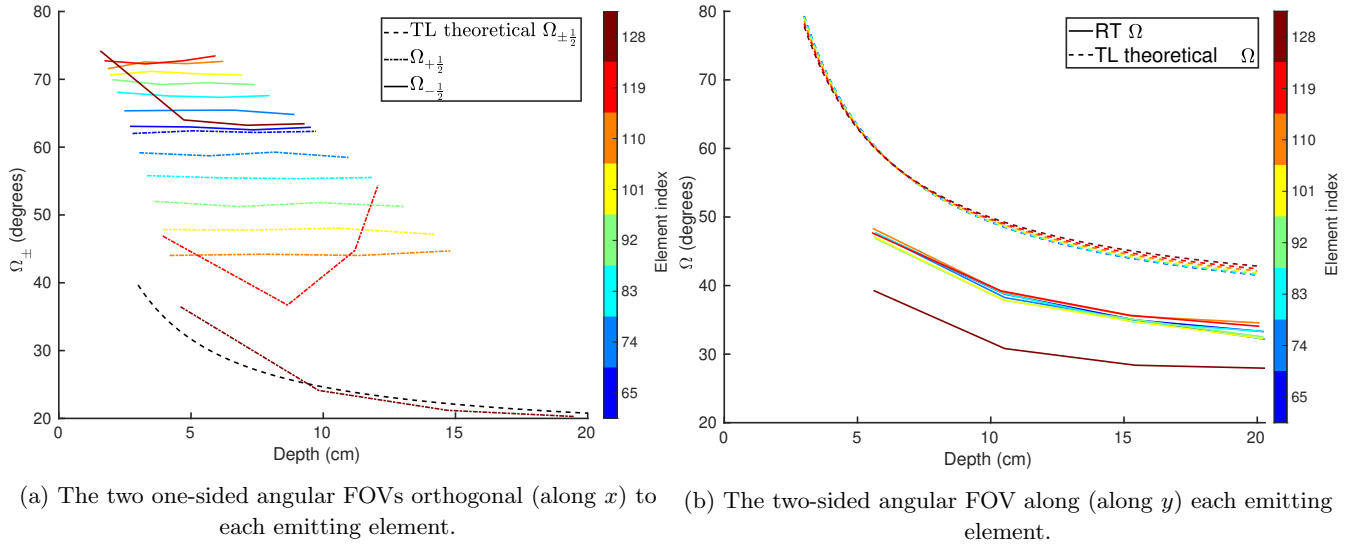 80
70
60
50
40
30
20
0
5
10
15
20
Depth (cm)
Ω± (degrees)
TL theoretical Ω±½
Ω+½
Ω−½
128
119
110
101
92
83
74
65
Element index
(a) The two one-sided angular FOVs orthogonal (along x) to
each emitting element.
80
70
60
50
40
30
20
0
5
10
15
20
Depth (cm)
Ω (degrees)
RT Ω
TL theoretical Ω
128
119
110
101
92
83
74
65
Element index
(b) The two-sided angular FOV along (along y) each emitting
element.